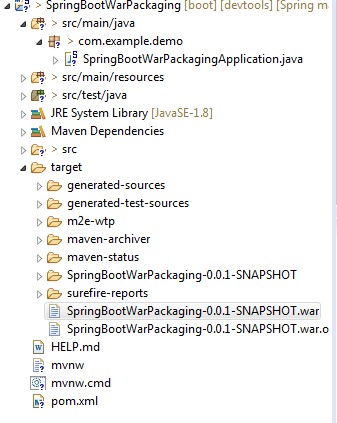 > SpringBootWarPackaging [boot] [devtools] [Spring m
> src/main/java
> com.example.demo
> SpringBootWarPackagingApplication.java
> src/main/resources
> src/test/java
JRE System Library [JavaSE-1.8]
Maven Dependencies
> src
target
generated-sources
generated-test-sources
m2e-wtp
maven-archiver
maven-status
SpringBootWarPackaging-0.0.1-SNAPSHOT
surefire-reports
SpringBootWarPackaging-0.0.1-SNAPSHOT.war
SpringBootWarPackaging-0.0.1-SNAPSHOT.war.o
HELP.md
mvnw
mvnw.cmd
pom.xml